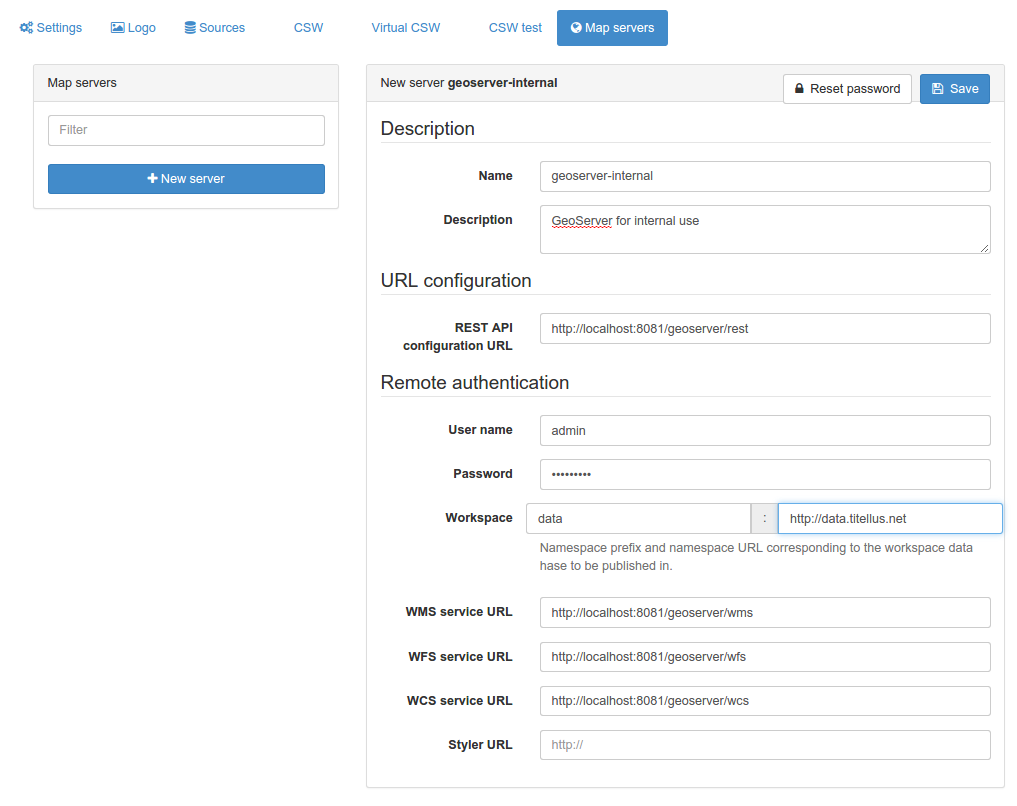 Settings Logo Sources CSW Virtual CSW CSW test Map servers
Map servers
Filter
New server
New server geoserver-internal
Reset password Save
Description
Name geoserver-internal
Description GeoServer for internal use
URL configuration
REST API
configuration URL http://localhost:8081/geoserver/rest
Remote authentication
User name admin
Password •••••••••
Workspace data : http://data.titellus.net
Namespace prefix and namespace URL corresponding to the workspace data
hase to be published in.
WMS service URL http://localhost:8081/geoserver/wms
WFS service URL http://localhost:8081/geoserver/wfs
WCS service URL http://localhost:8081/geoserver/wcs
Styler URL http://